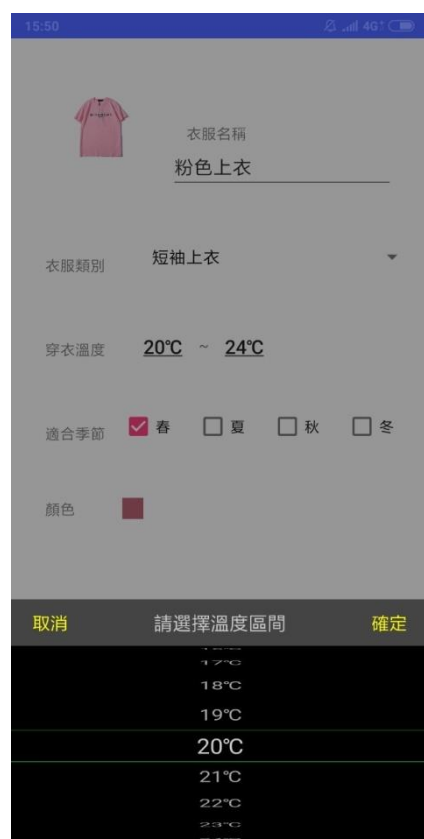 15:50 4G
衣服名稱
粉色上衣
衣服類別 短袖上衣
穿衣溫度 20℃ ~ 24℃
適合季節 春 夏 秋 冬
顏色
取消 請選擇溫度區間 確定
17℃
18℃
19℃
20℃
21℃
22℃
23℃